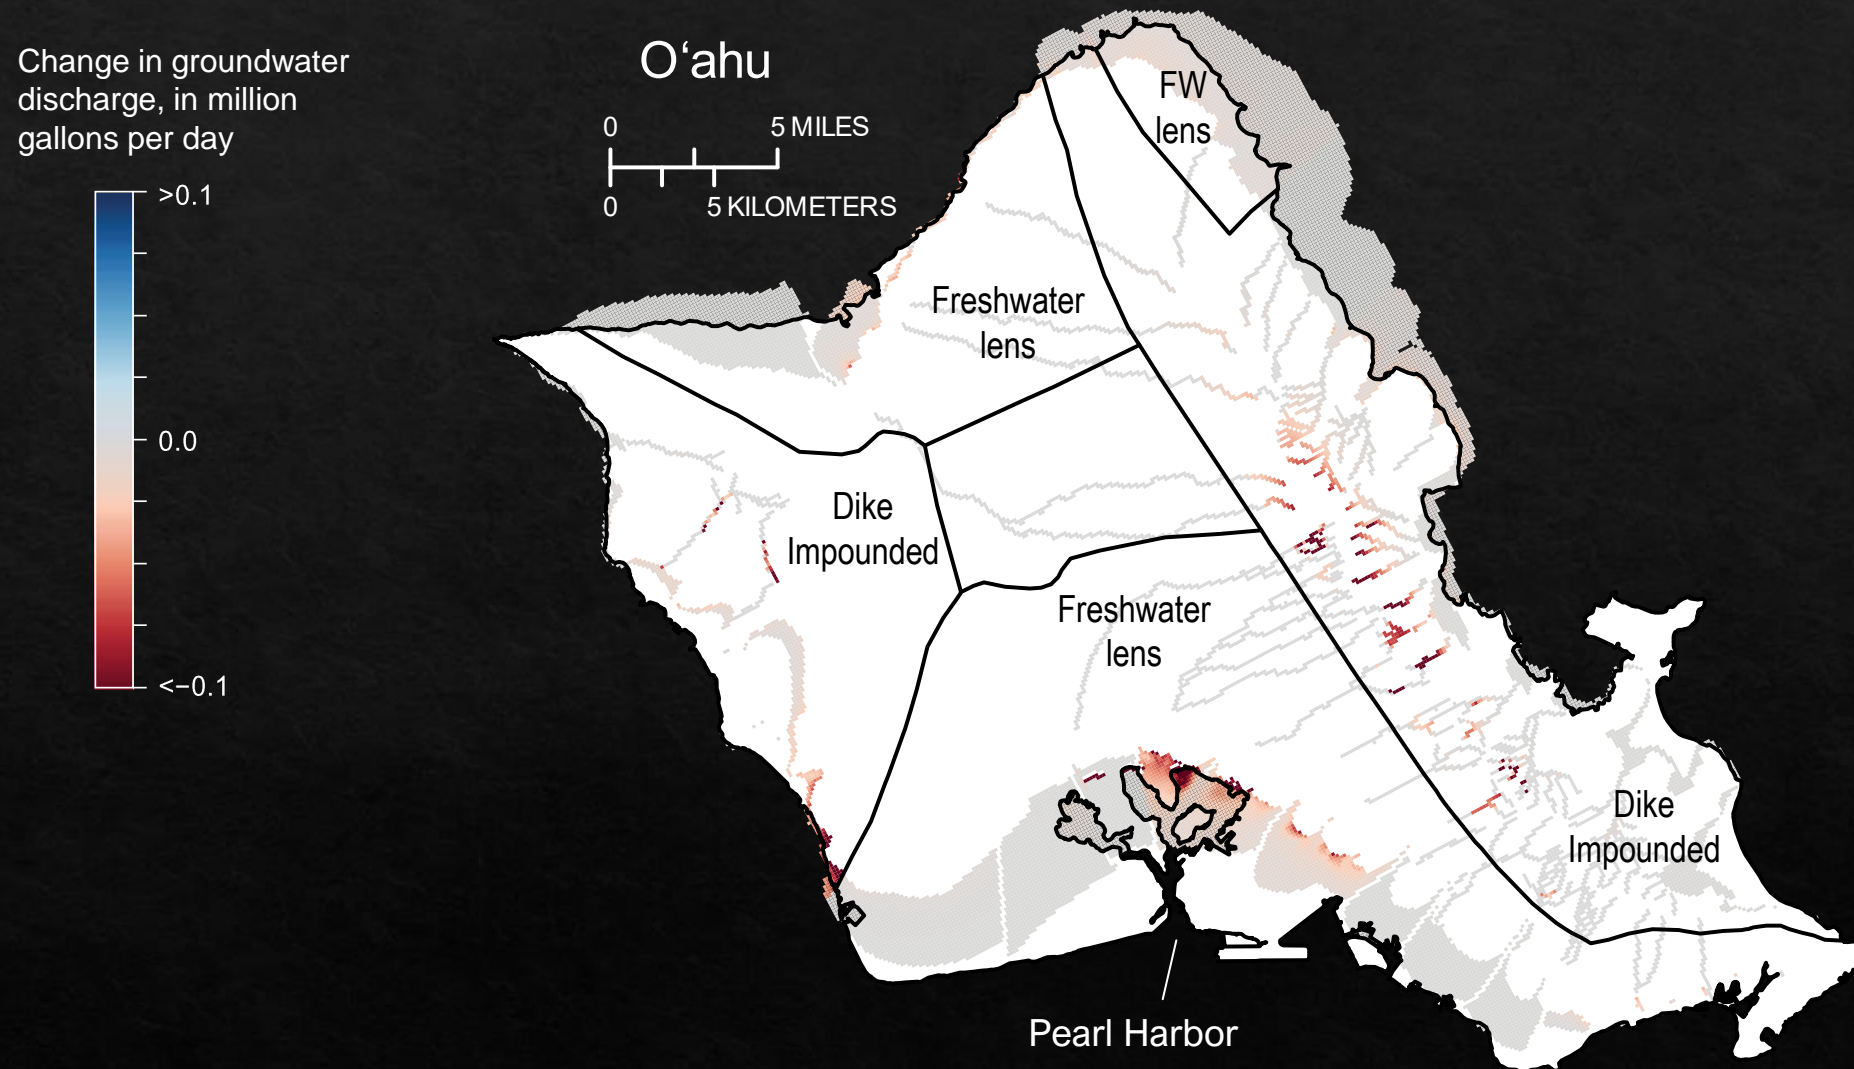 Change in groundwater
discharge, in million
gallons per day
>0.1
0.0
<−0.1
Oʻahu
0 5 MILES
0 5 KILOMETERS
FW
lens
Freshwater
lens
Dike
Impounded
Freshwater
lens
Dike
Impounded
Pearl Harbor